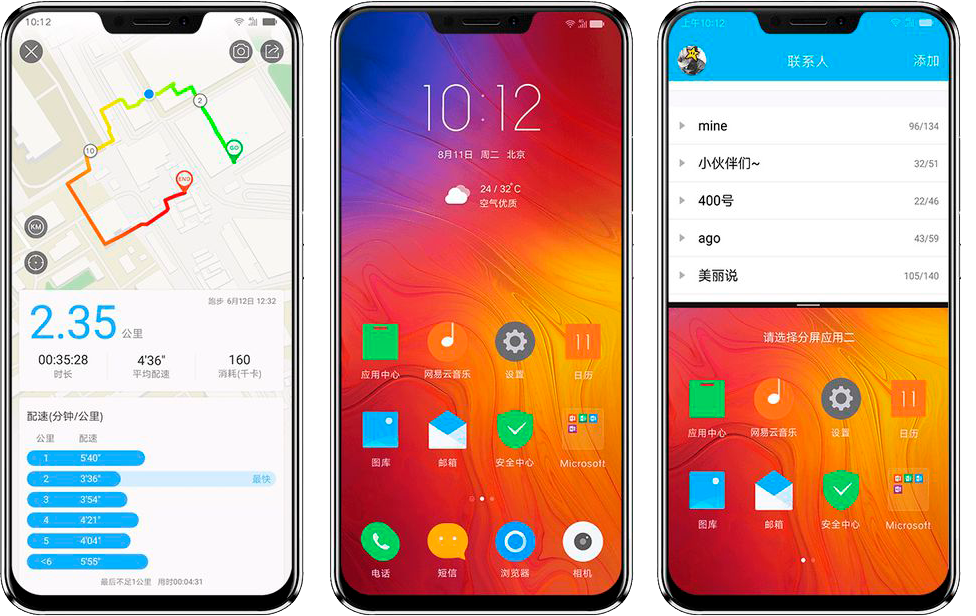 10:12
2
GO
10
END
KM
跑步 6月12日 12:32
2.35 公里
00:35:28 4'36" 160
时长 平均配速 消耗(千卡)
配速(分钟/公里)
公里 配速
1 5'40"
2 3'36" 最快
3 3'54"
4 4'21"
5 4'04"
<6 5'55"
最后不足1公里 用时00:04:31
10:12
8月11日 周二 北京
24 / 32°C
空气优质
11
应用中心 网易云音乐 设置 日历
图库 邮箱 安全中心 Microsoft
电话 短信 浏览器 相机
上午10:12
联系人 添加
mine 96/134
小伙伴们~ 32/51
400号 22/46
ago 43/59
美丽说 105/140
请选择分屏应用二
11
应用中心 网易云音乐 设置 日历
图库 邮箱 安全中心 Microsoft